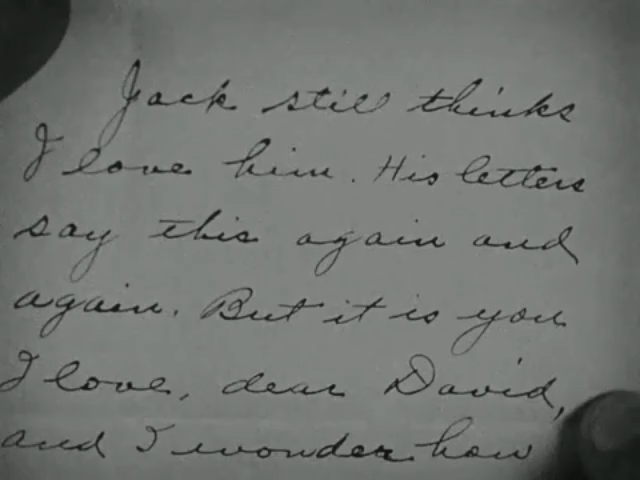 Jack still thinks
I love him. His letters
say this again and
again. But it is you
I love, dear David,
and I wonder how